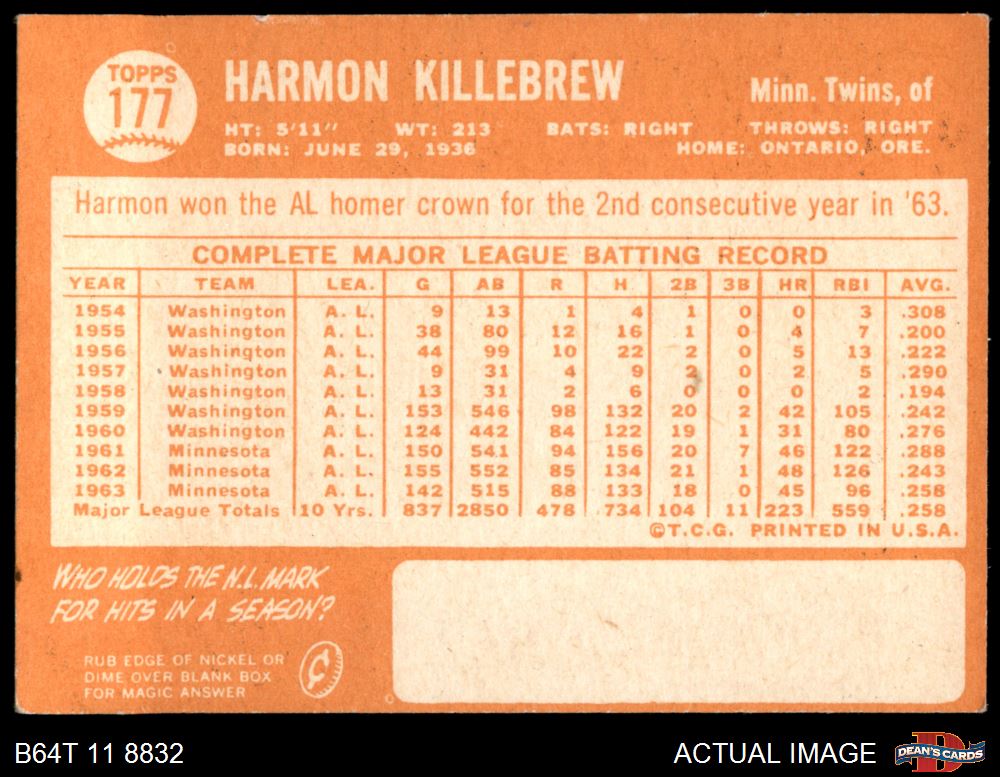 TOPPS
177
HARMON KILLEBREW
Minn. Twins, of
HT: 5'11" WT: 213 BATS: RIGHT THROWS: RIGHT
BORN: JUNE 29, 1936 HOME: ONTARIO, ORE.
Harmon won the AL homer crown for the 2nd consecutive year in '63.
COMPLETE MAJOR LEAGUE BATTING RECORD
YEAR TEAM LEA. G AB R H 2B 3B HR RBI AVG.
1954 Washington A. L. 9 13 1 4 1 0 0 3 .308
1955 Washington A. L. 38 80 12 16 1 0 4 7 .200
1956 Washington A. L. 44 99 10 22 2 0 5 13 .222
1957 Washington A. L. 9 31 4 9 2 0 2 5 .290
1958 Washington A. L. 13 31 2 6 0 0 0 2 .194
1959 Washington A. L. 153 546 98 132 20 2 42 105 .242
1960 Washington A. L. 124 442 84 122 19 1 31 80 .276
1961 Minnesota A. L. 150 541 94 156 20 7 46 122 .288
1962 Minnesota A. L. 155 552 85 134 21 1 48 126 .243
1963 Minnesota A. L. 142 515 88 133 18 0 45 96 .258
Major League Totals 10 Yrs. 837 2850 478 734 104 11 223 559 .258
©T.C.G. PRINTED IN U.S.A.
WHO HOLDS THE N.L. MARK
FOR HITS IN A SEASON?
RUB EDGE OF NICKEL OR
DIME OVER BLANK BOX
FOR MAGIC ANSWER
B64T 11 8832
ACTUAL IMAGE
DEAN'S CARDS